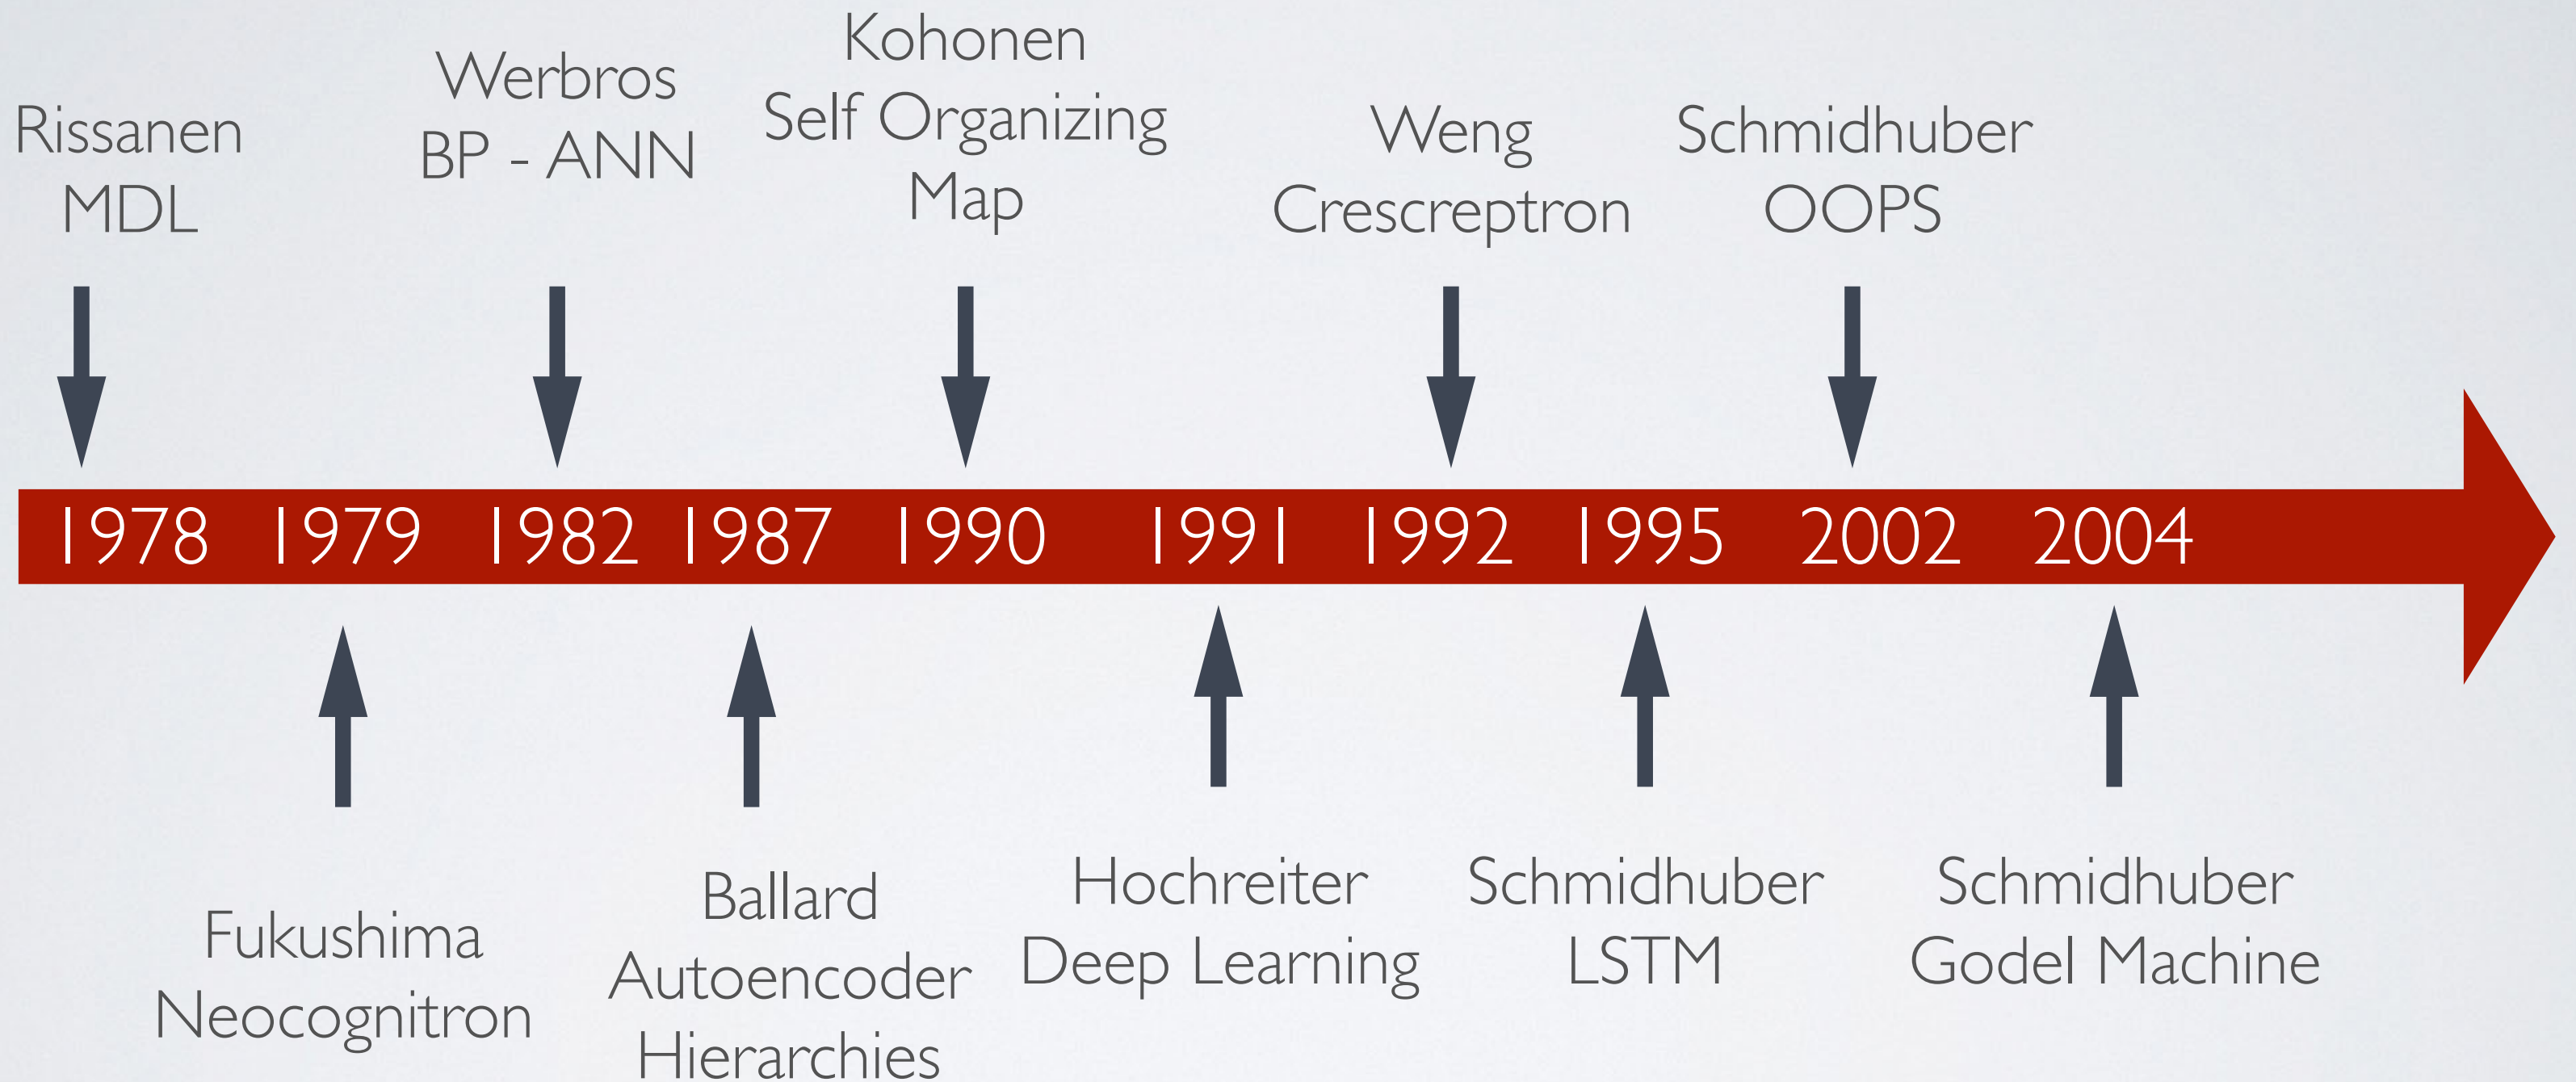 Rissanen
MDL
Werbros
BP - ANN
Kohonen
Self Organizing
Map
Weng
Crescreptron
Schmidhuber
OOPS
1978 1979 1982 1987 1990 1991 1992 1995 2002 2004
Fukushima
Neocognitron
Ballard
Autoencoder
Hierarchies
Hochreiter
Deep Learning
Schmidhuber
LSTM
Schmidhuber
Godel Machine